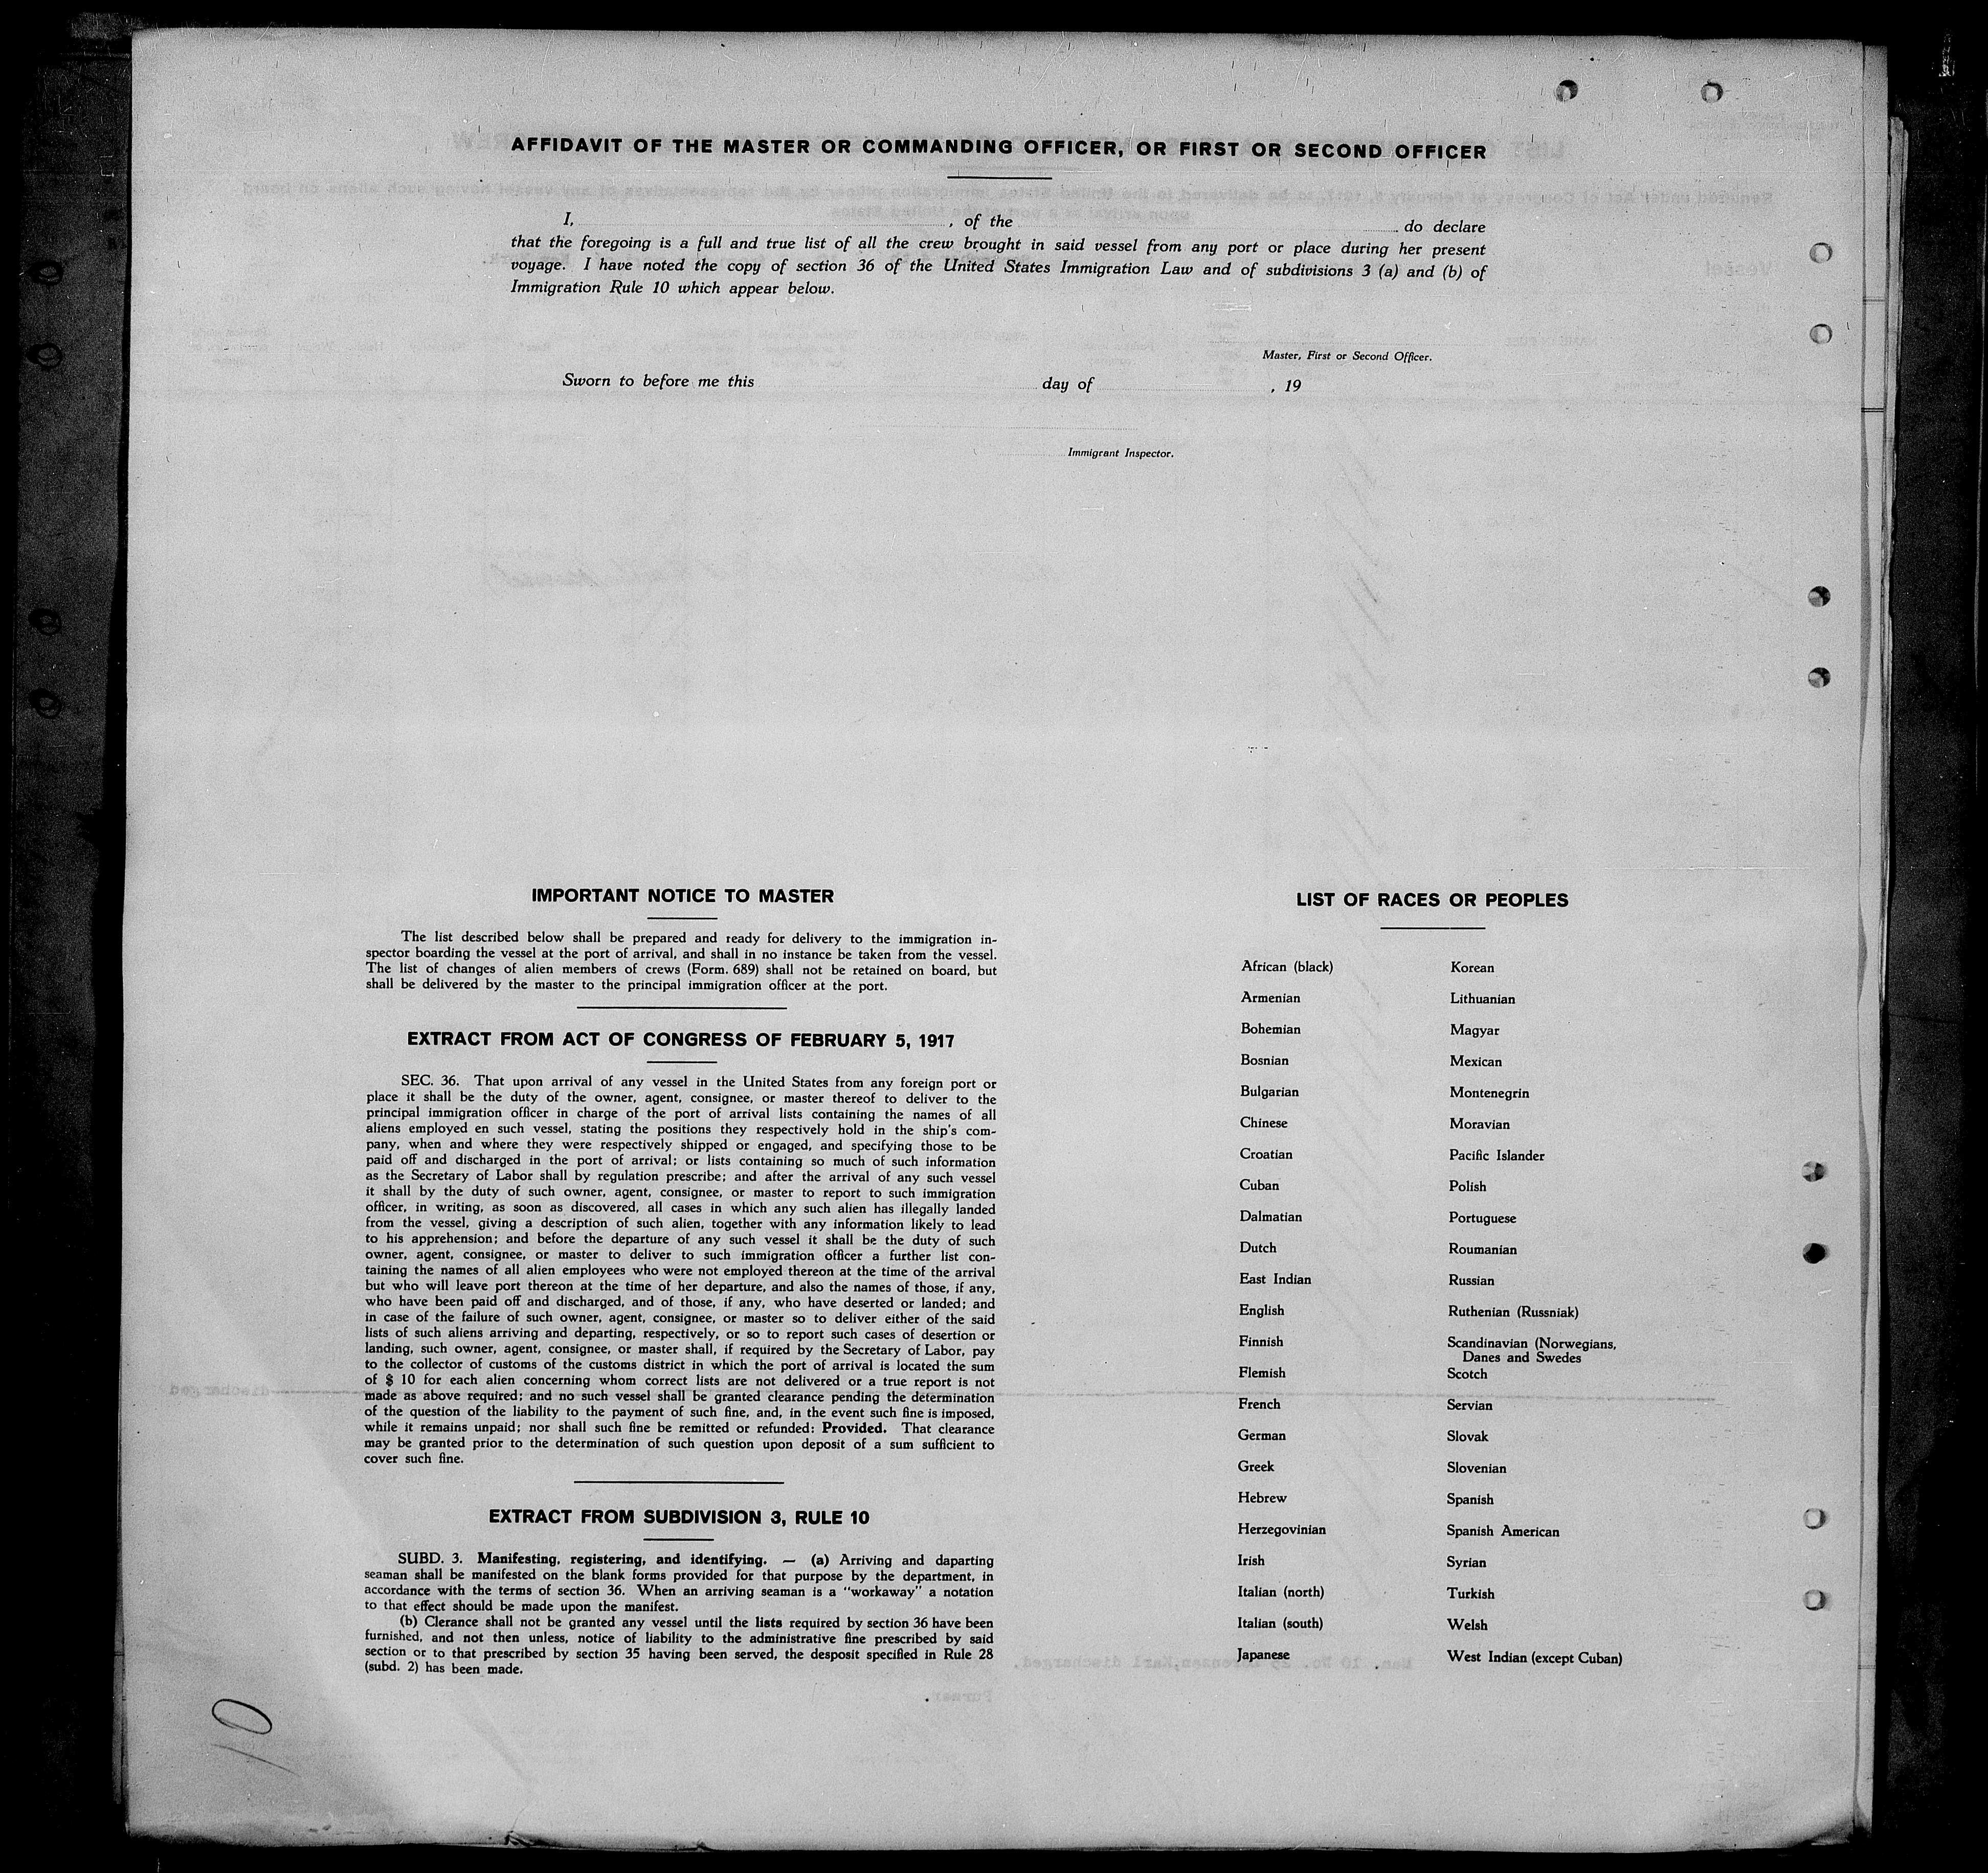 AFFIDAVIT OF THE MASTER OR COMMANDING OFFICER, OR FIRST OR SECOND OFFICER
I, , of the do declare
that the foregoing is a full and true list of all the crew brought in said vessel from any port or place during her present
voyage. I have noted the copy of section 36 of the United States Immigration Law and of subdivisions 3 (a) and (b) of
Immigration Rule 10 which appear below.
Master, First or Second Officer.
Sworn to before me this day of , 19
Immigrant Inspector.
IMPORTANT NOTICE TO MASTER
The list described below shall be prepared and ready for delivery to the immigration in-
spector boarding the vessel at the port of arrival, and shall in no instance be taken from the vessel.
The list of changes of alien members of crews (Form. 689) shall not be retained on board, but
shall be delivered by the master to the principal immigration officer at the port.
EXTRACT FROM ACT OF CONGRESS OF FEBRUARY 5, 1917
SEC. 36. That upon arrival of any vessel in the United States from any foreign port or
place it shall be the duty of the owner, agent, consignee, or master thereof to deliver to the
principal immigration officer in charge of the port of arrival lists containing the names of all
aliens employed en such vessel, stating the positions they respectively hold in the ship's com-
pany, when and where they were respectively shipped or engaged, and specifying those to be
paid off and discharged in the port of arrival; or lists containing so much of such information
as the Secretary of Labor shall by regulation prescribe; and after the arrival of any such vessel
it shall by the duty of such owner, agent, consignee, or master to report to such immigration
officer, in writing, as soon as discovered, all cases in which any such alien has illegally landed
from the vessel, giving a description of such alien, together with any information likely to lead
to his apprehension; and before the departure of any such vessel it shall be the duty of such
owner, agent, consignee, or master to deliver to such immigration officer a further list con-
taining the names of all alien employees who were not employed thereon at the time of the arrival
but who will leave port thereon at the time of her departure, and also the names of those, if any,
who have been paid off and discharged, and of those, if any, who have deserted or landed; and
in case of the failure of such owner, agent, consignee, or master so to deliver either of the said
lists of such aliens arriving and departing, respectively, or so to report such cases of desertion or
landing, such owner, agent, consignee, or master shall, if required by the Secretary of Labor, pay
to the collector of customs of the customs district in which the port of arrival is located the sum
of $ 10 for each alien concerning whom correct lists are not delivered or a true report is not
made as above required; and no such vessel shall be granted clearance pending the determination
of the question of the liability to the payment of such fine, and, in the event such fine is imposed,
while it remains unpaid; nor shall such fine be remitted or refunded: Provided. That clearance
may be granted prior to the determination of such question upon deposit of a sum sufficient to
cover such fine.
EXTRACT FROM SUBDIVISION 3, RULE 10
SUBD. 3. Manifesting, registering, and identifying. — (a) Arriving and daparting
seaman shall be manifested on the blank forms provided for that purpose by the department, in
accordance with the terms of section 36. When an arriving seaman is a "workaway" a notation
to that effect should be made upon the manifest.
(b) Clerance shall not be granted any vessel until the lists required by section 36 have been
furnished, and not then unless, notice of liability to the administrative fine prescribed by said
section or to that prescribed by section 35 having been served, the desposit specified in Rule 28
(subd. 2) has been made.
LIST OF RACES OR PEOPLES
African (black)
Armenian
Bohemian
Bosnian
Bulgarian
Chinese
Croatian
Cuban
Dalmatian
Dutch
East Indian
English
Finnish
Flemish
French
German
Greek
Hebrew
Herzegovinian
Irish
Italian (north)
Italian (south)
Japanese
Korean
Lithuanian
Magyar
Mexican
Montenegrin
Moravian
Pacific Islander
Polish
Portuguese
Roumanian
Russian
Ruthenian (Russniak)
Scandinavian (Norwegians,
Danes and Swedes
Scotch
Servian
Slovak
Slovenian
Spanish
Spanish American
Syrian
Turkish
Welsh
West Indian (except Cuban)
10